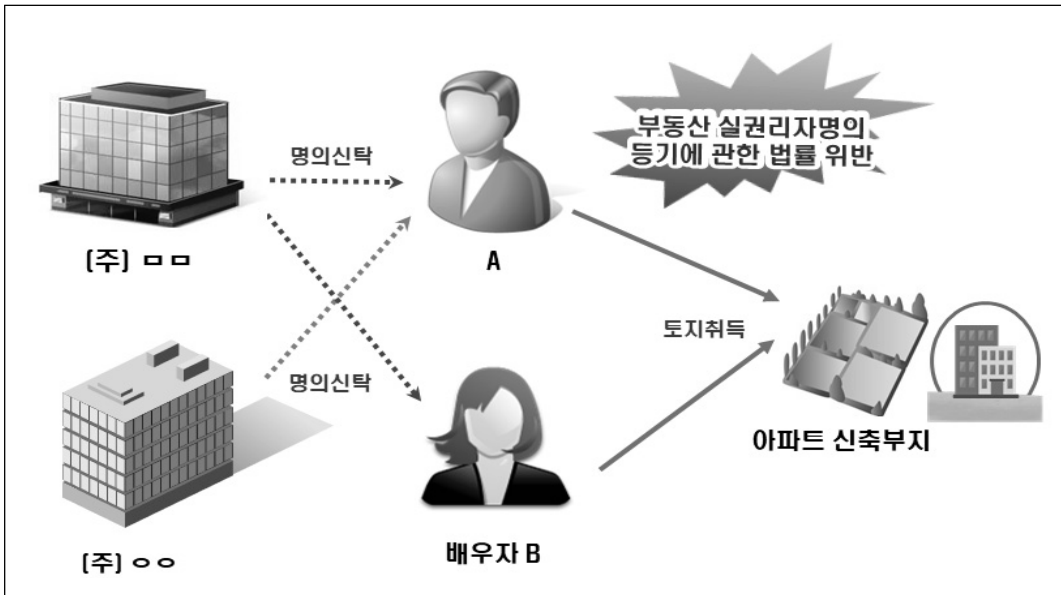 부동산 실권리자명의
등기에 관한 법률 위반
명의신탁
(주) ㅁㅁ
A
토지취득
명의신탁
아파트 신축부지
배우자 B
(주) ㅇㅇ